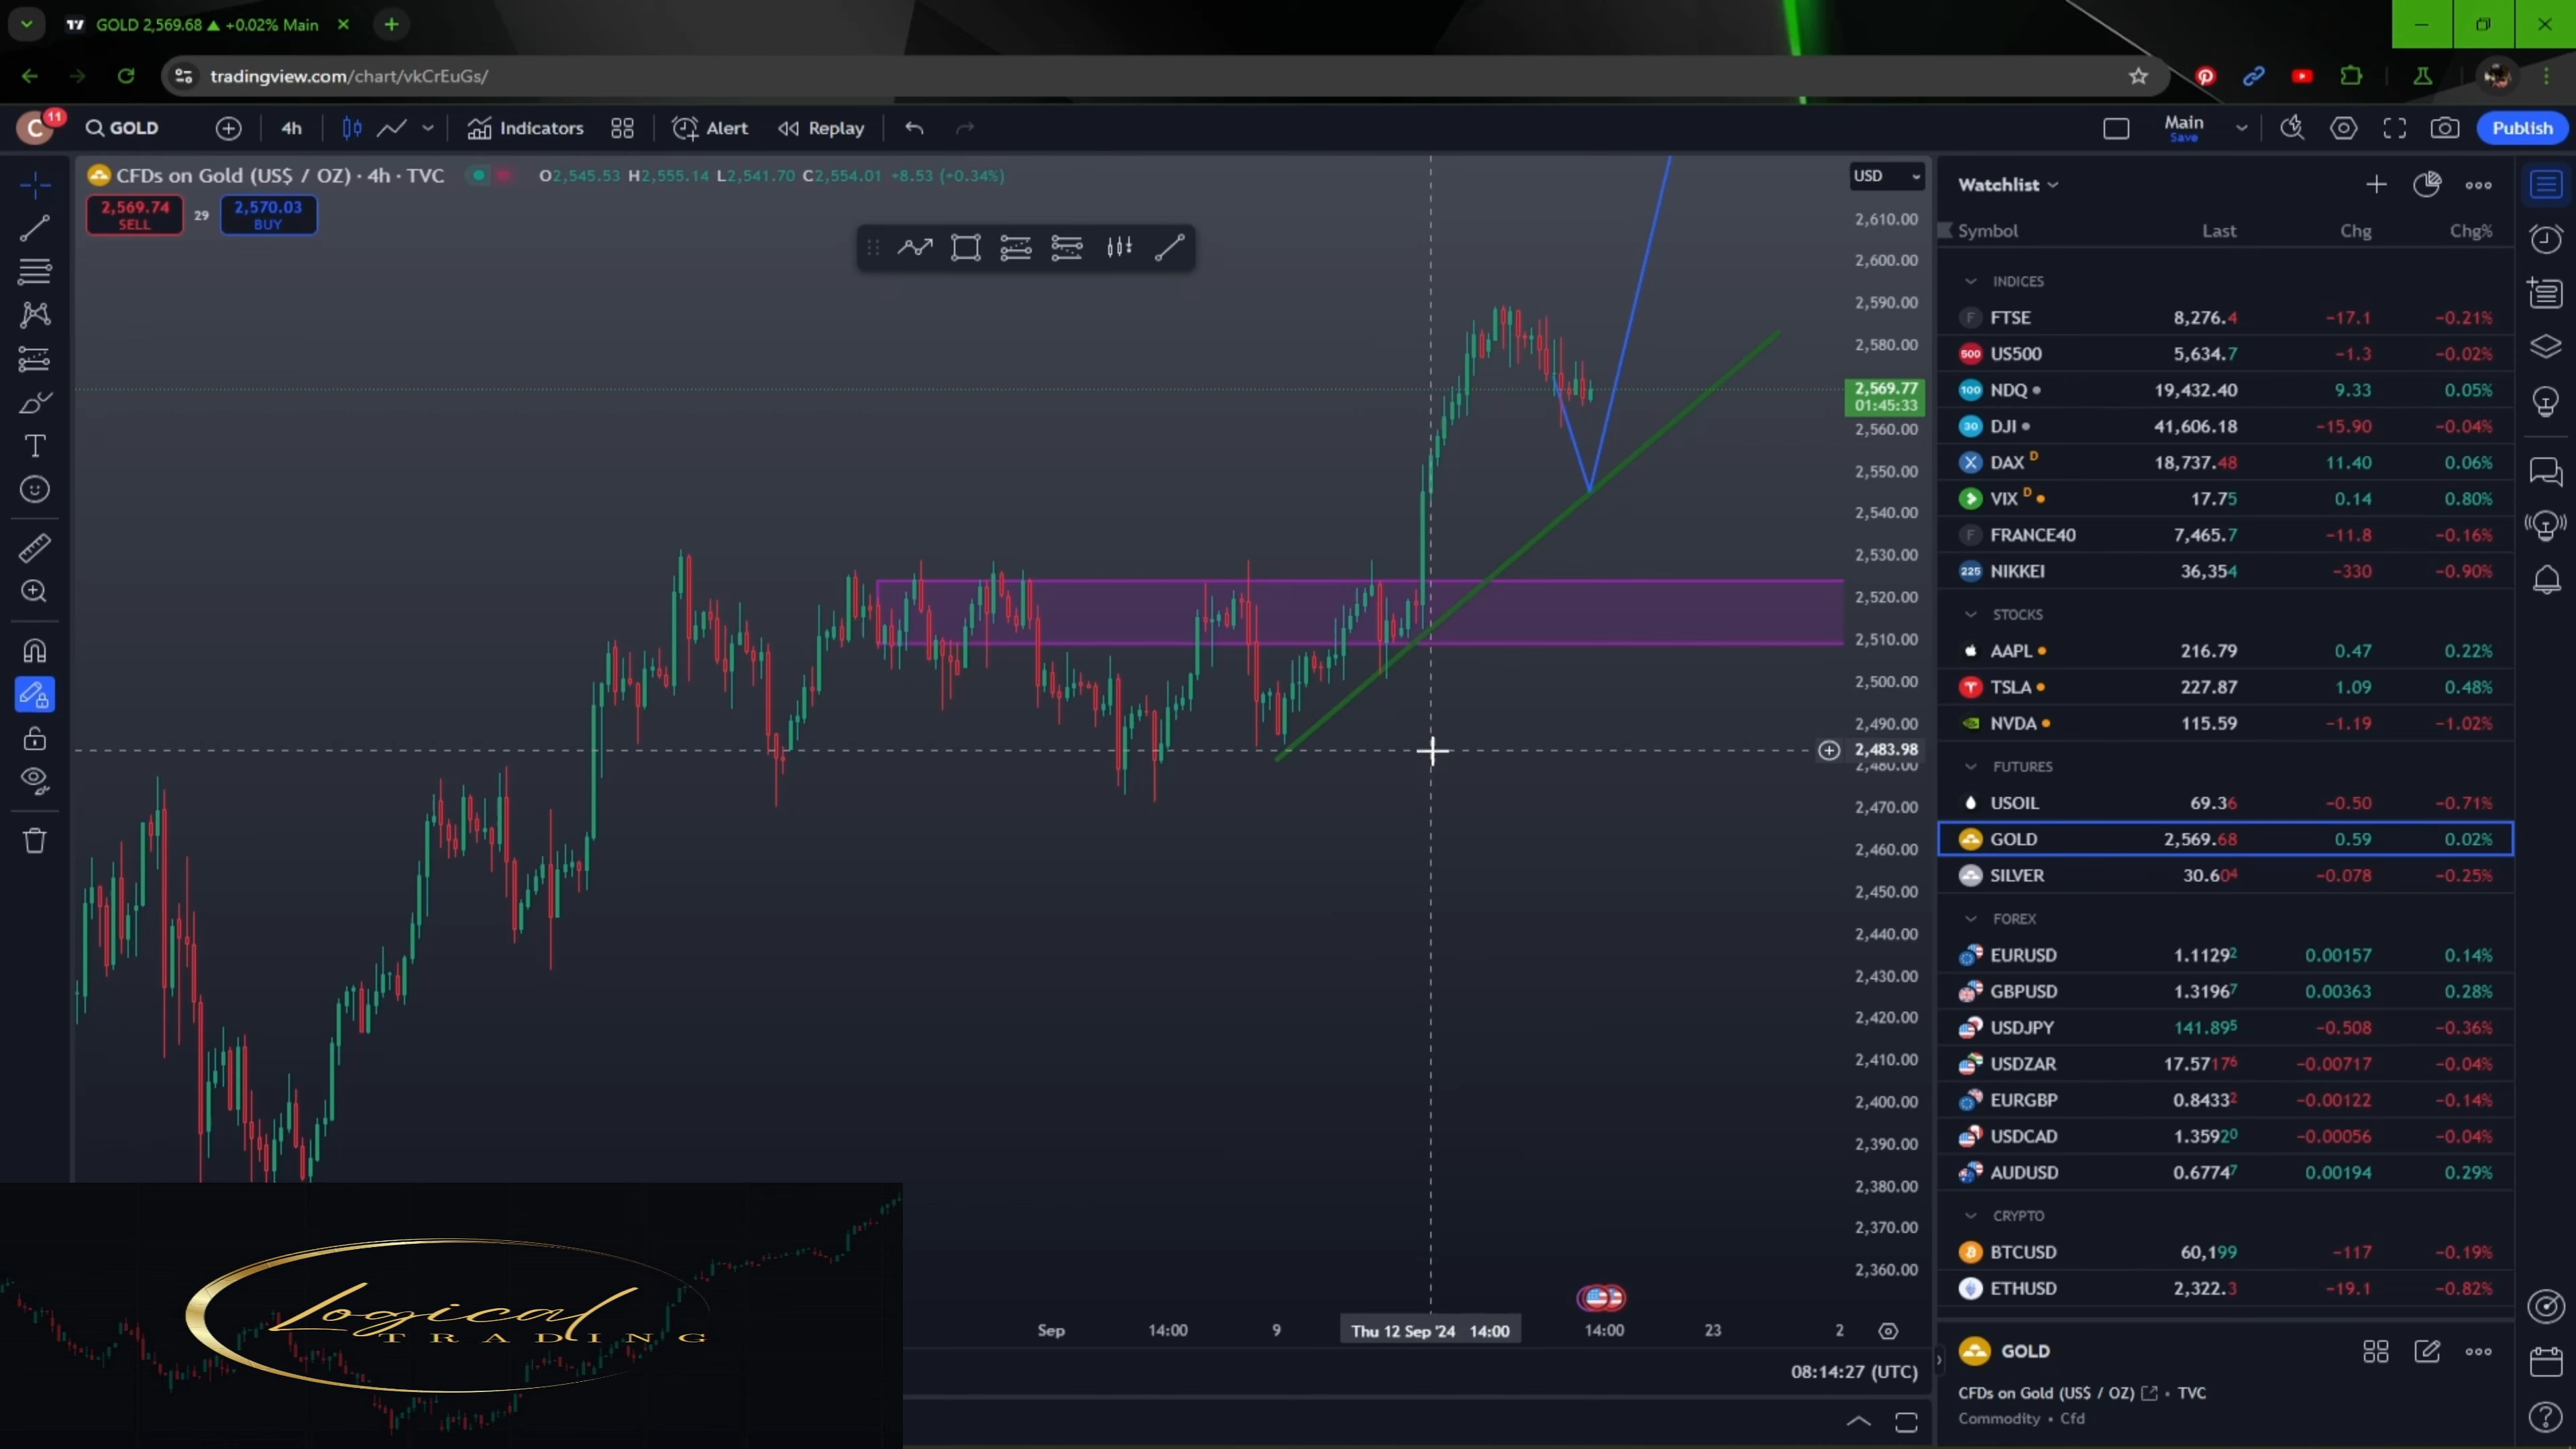 GOLD 2,569.68 ▲ +0.02% Main
tradingview.com/chart/vkCrEuGs/
C 11 GOLD 4h Indicators Alert Replay Main Save Publish
CFDs on Gold (US$ / OZ) · 4h · TVC O2,545.53 H2,555.14 L2,541.70 C2,554.01 +8.53 (+0.34%)
2,569.74 SELL 29 2,570.03 BUY
USD
2,610.00
2,600.00
2,590.00
2,580.00
2,569.77
01:45:33
2,560.00
2,550.00
2,540.00
2,530.00
2,520.00
2,510.00
2,500.00
2,490.00
2,483.98
2,480.00
2,470.00
2,460.00
2,450.00
2,440.00
2,430.00
2,420.00
2,410.00
2,400.00
2,390.00
2,380.00
2,370.00
2,360.00
Sep 14:00 9 Thu 12 Sep '24 14:00 14:00 23 2
08:14:27 (UTC)
Logical
TRADING
Watchlist
Symbol Last Chg Chg%
INDICES
FTSE 8,276.4 −17.1 −0.21%
US500 5,634.7 −1.3 −0.02%
NDQ 19,432.40 9.33 0.05%
DJI 41,606.18 −15.90 −0.04%
DAX D 18,737.48 11.40 0.06%
VIX D 17.75 0.14 0.80%
FRANCE40 7,465.7 −11.8 −0.16%
NIKKEI 36,354 −330 −0.90%
STOCKS
AAPL 216.79 0.47 0.22%
TSLA 227.87 1.09 0.48%
NVDA 115.59 −1.19 −1.02%
FUTURES
USOIL 69.36 −0.50 −0.71%
GOLD 2,569.68 0.59 0.02%
SILVER 30.604 −0.078 −0.25%
FOREX
EURUSD 1.11292 0.00157 0.14%
GBPUSD 1.31967 0.00363 0.28%
USDJPY 141.895 −0.508 −0.36%
USDZAR 17.57176 −0.00717 −0.04%
EURGBP 0.84332 −0.00122 −0.14%
USDCAD 1.35920 −0.00056 −0.04%
AUDUSD 0.67747 0.00194 0.29%
CRYPTO
BTCUSD 60,199 −117 −0.19%
ETHUSD 2,322.3 −19.1 −0.82%
GOLD
CFDs on Gold (US$ / OZ) • TVC
Commodity • Cfd